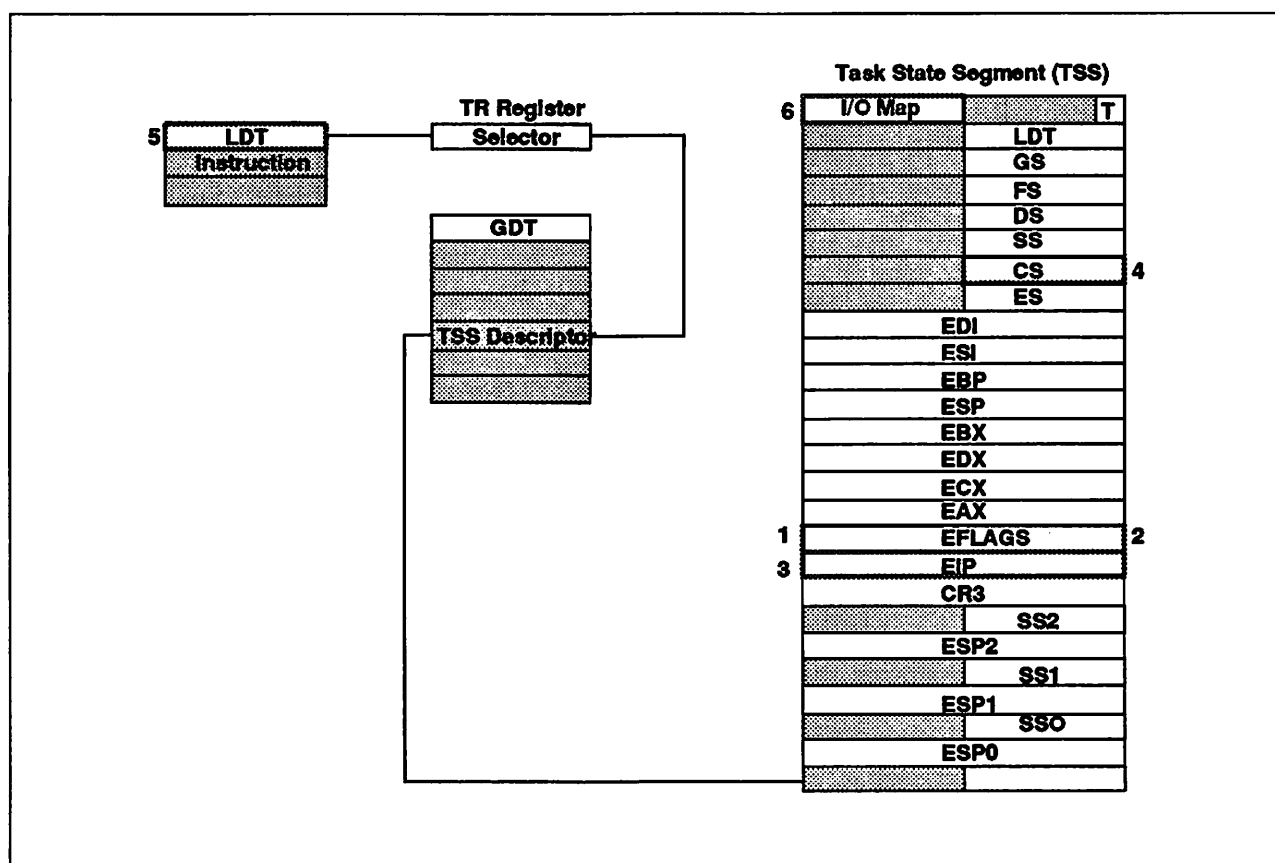 Task State Segment (TSS)
6 I/O Map T
TR Register
5 LDT Selector LDT
Instruction GS
FS
GDT DS
SS
CS 4
ES
EDI
TSS Descripto
ESI
EBP
ESP
EBX
EDX
ECX
EAX
1 EFLAGS 2
3 EIP
CR3
SS2
ESP2
SS1
ESP1
SSO
ESP0